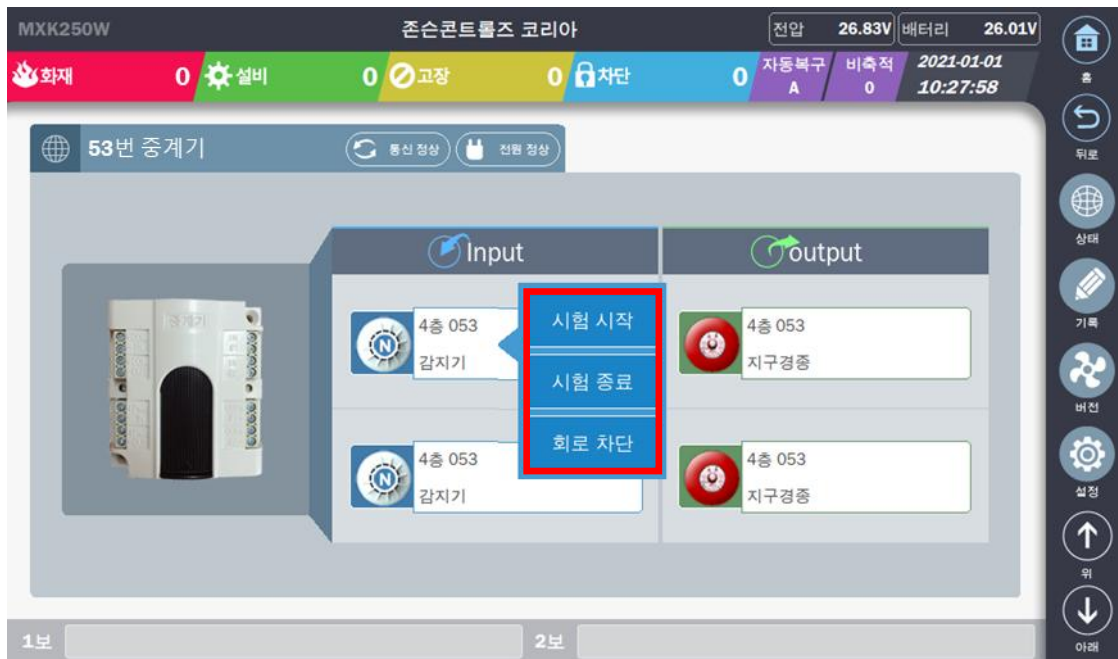 MXK250W
존슨콘트롤즈 코리아
전압 26.83V
배터리 26.01V
화재 0
설비 0
고장 0
차단 0
자동복구
A
비축적
0
2021-01-01
10:27:58
53번 중계기
통신 정상
전원 정상
중계기
Input
output
4층 053
감지기
시험 시작
시험 종료
회로 차단
4층 053
지구경종
N
4층 053
감지기
N
4층 053
지구경종
1보
2보
홈
뒤로
상태
기록
버전
설정
위
아래